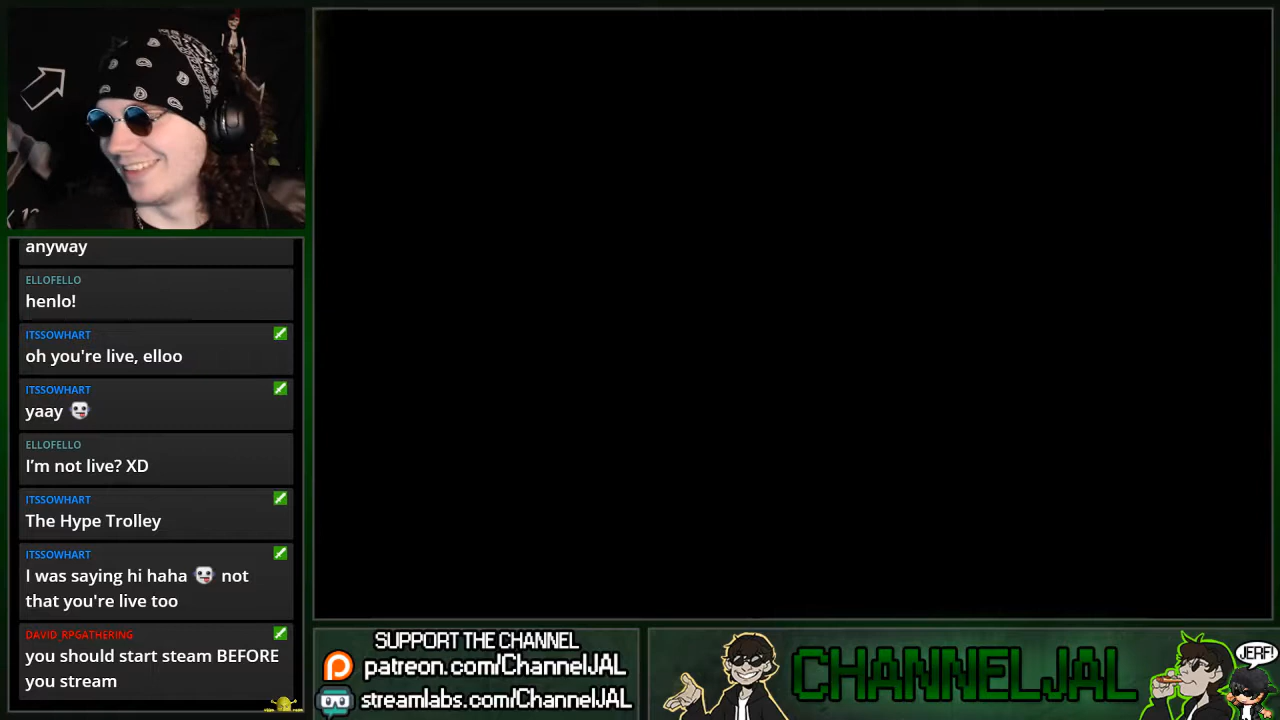 anyway
ELLOFELLO
henlo!
ITSSOWHART
oh you're live, elloo
ITSSOWHART
yaay
ELLOFELLO
I'm not live? XD
ITSSOWHART
The Hype Trolley
ITSSOWHART
I was saying hi haha not
that you're live too
DAVID_RPGATHERING
you should start steam BEFORE
you stream
SUPPORT THE CHANNEL
patreon.com/ChannelJAL
streamlabs.com/ChannelJAL
CHANNELJAL
JERF!